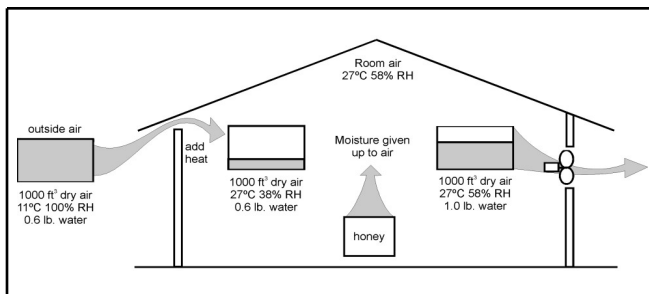 Room air
27ºC 58% RH
outside air
add
heat
Moisture given
up to air
1000 ft³ dry air
11ºC 100% RH
0.6 lb. water
1000 ft³ dry air
27ºC 38% RH
0.6 lb. water
honey
1000 ft³ dry air
27ºC 58% RH
1.0 lb. water